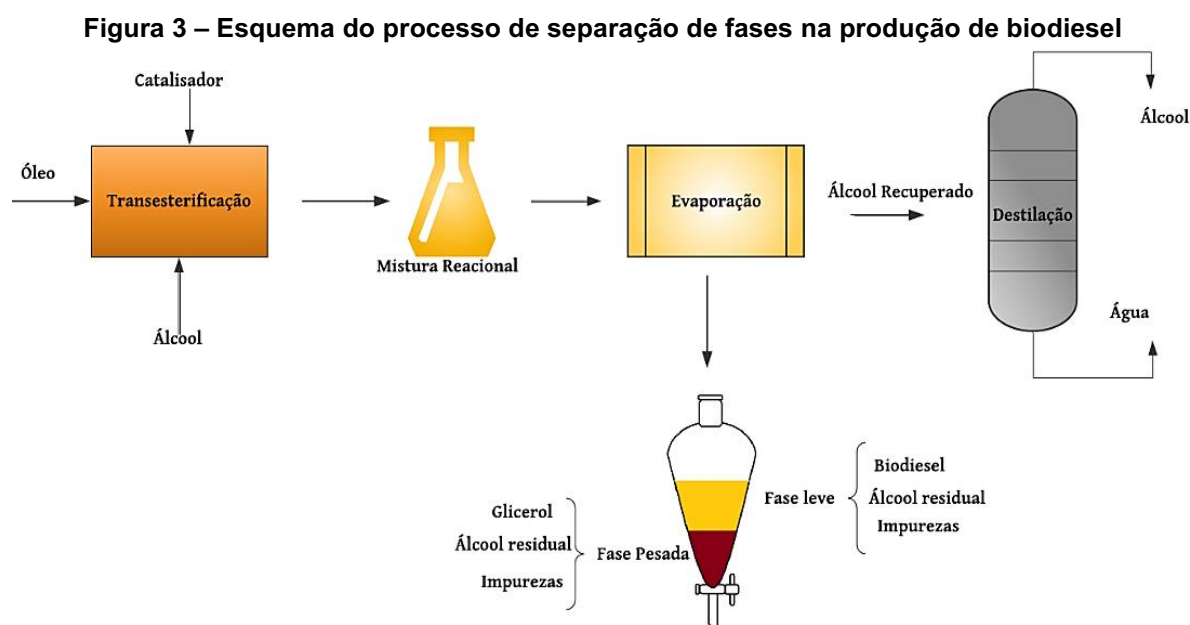 Figura 3 – Esquema do processo de separação de fases na produção de biodiesel
Catalisador
Óleo
Transesterificação
Álcool
Mistura Reacional
Evaporação
Álcool Recuperado
Destilação
Álcool
Água
Glicerol
Álcool residual
Impurezas
Fase Pesada
Fase leve
Biodiesel
Álcool residual
Impurezas